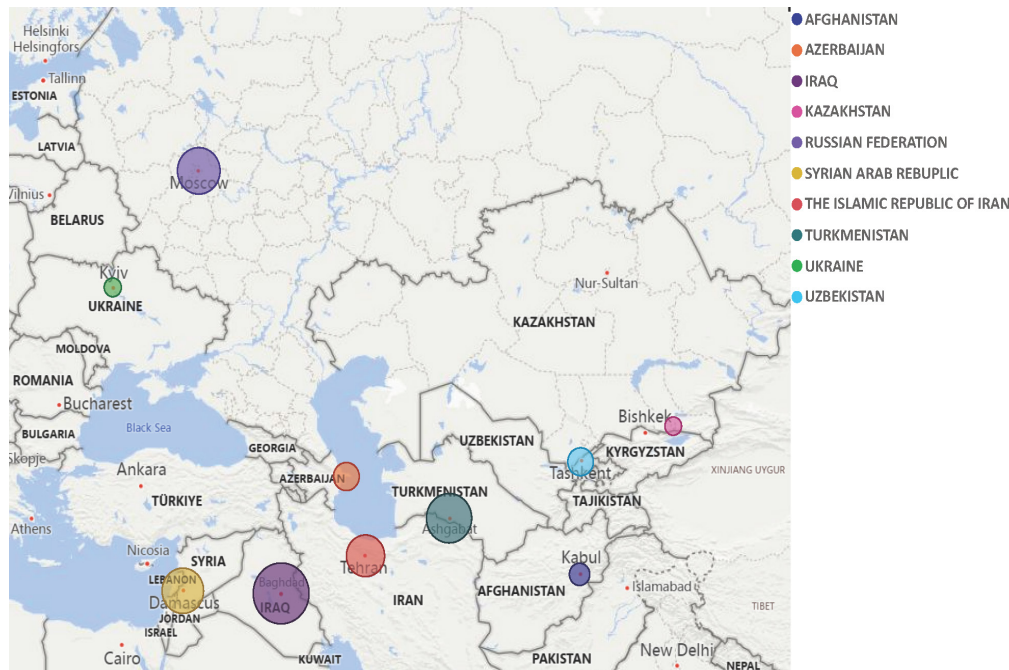 Helsinki
Helsingfors
Tallinn
ESTONIA
LATVIA
Vilnius
Moscow
BELARUS
Kyiv
UKRAINE
Nur-Sultan
KAZAKHSTAN
MOLDOVA
ROMANIA
Bucharest
Black Sea
BULGARIA
Skopje
Bishkek
KYRGYZSTAN
UZBEKISTAN
GEORGIA
Ankara
AZERBAIJAN
Tashkent
XINJIANG UYGUR
TÜRKIYE
TURKMENISTAN
TAJIKISTAN
Athens
Ashgabat
Nicosia
SYRIA
Tehran
Kabul
LEBANON
Baghdad
AFGHANISTAN
Islamabad
Damascus
IRAQ
IRAN
TIBET
JORDAN
ISRAEL
Cairo
KUWAIT
PAKISTAN
New Delhi
NEPAL
AFGHANISTAN
AZERBAIJAN
IRAQ
KAZAKHSTAN
RUSSIAN FEDERATION
SYRIAN ARAB REBUPLIC
THE ISLAMIC REPUBLIC OF IRAN
TURKMENISTAN
UKRAINE
UZBEKISTAN